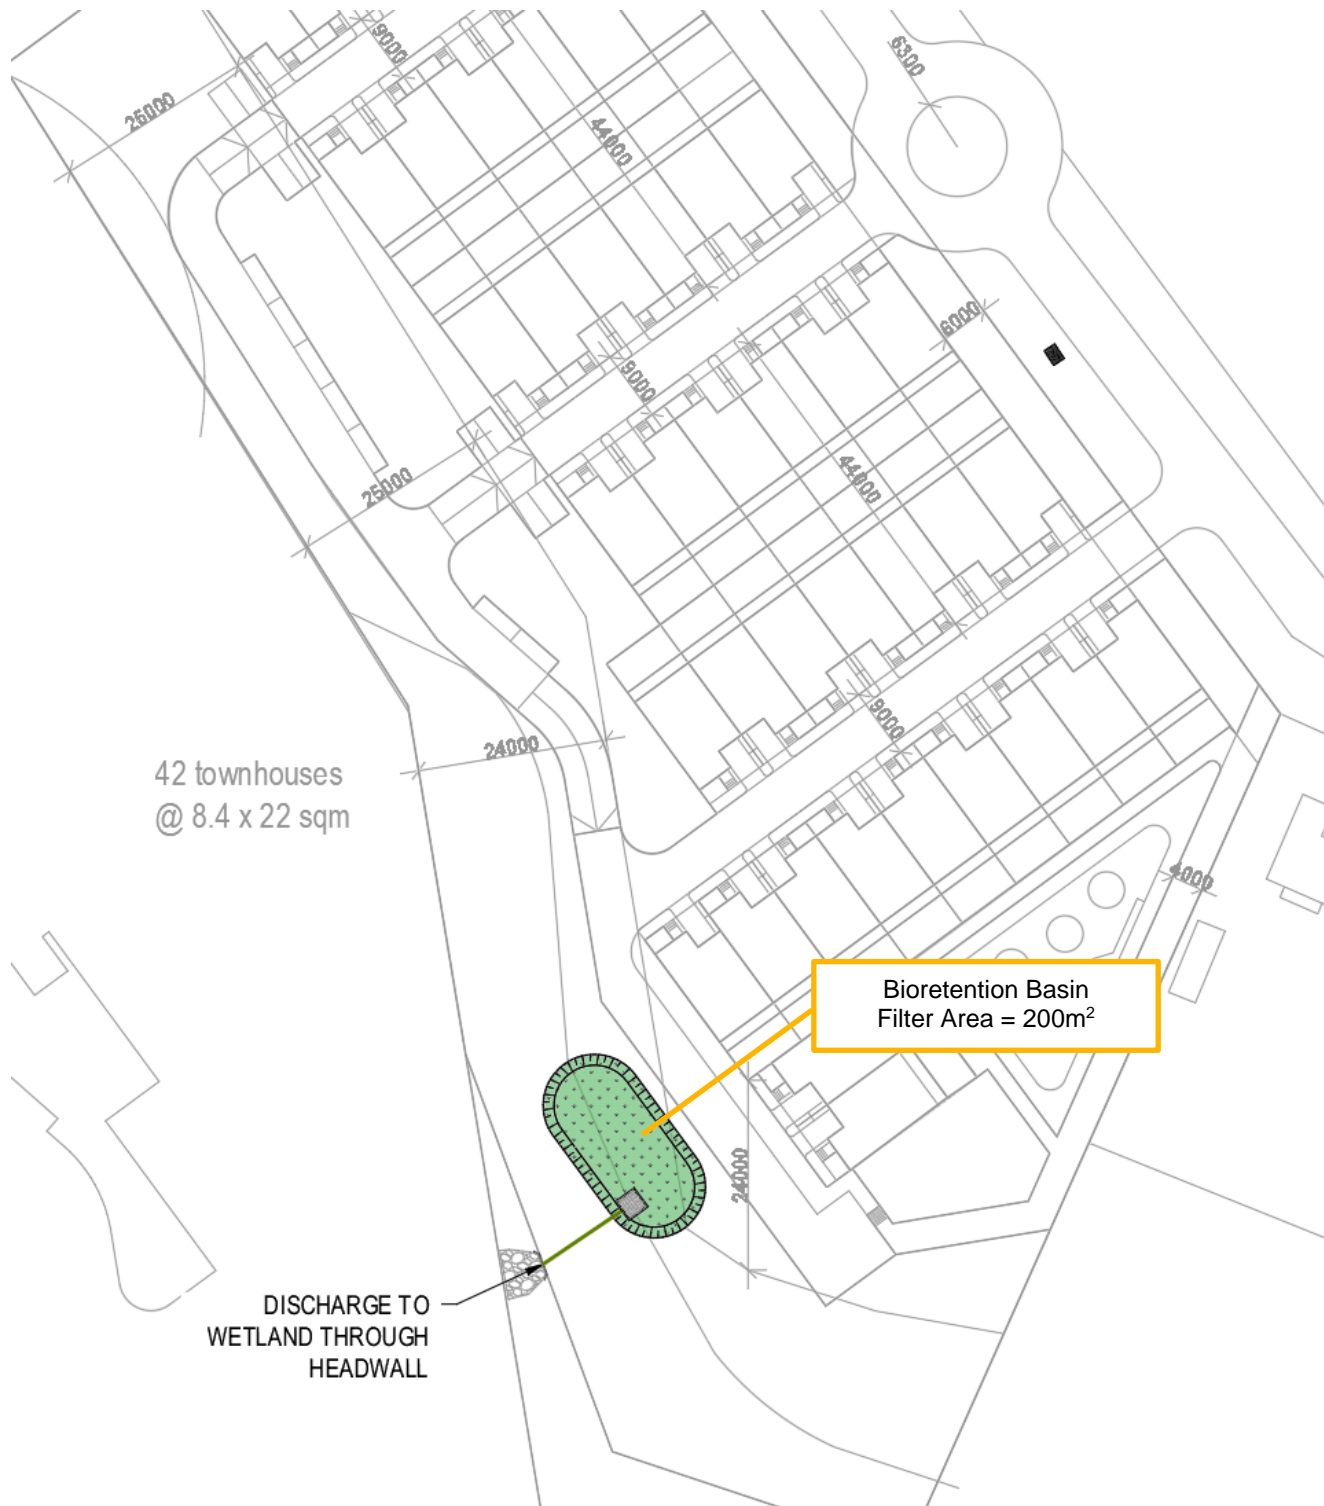 9000
6300
26000
44000
6000
9000
44000
25000
9000
24000
42 townhouses
@ 8.4 x 22 sqm
4000
Bioretention Basin
Filter Area = 200m²
24000
DISCHARGE TO
WETLAND THROUGH
HEADWALL